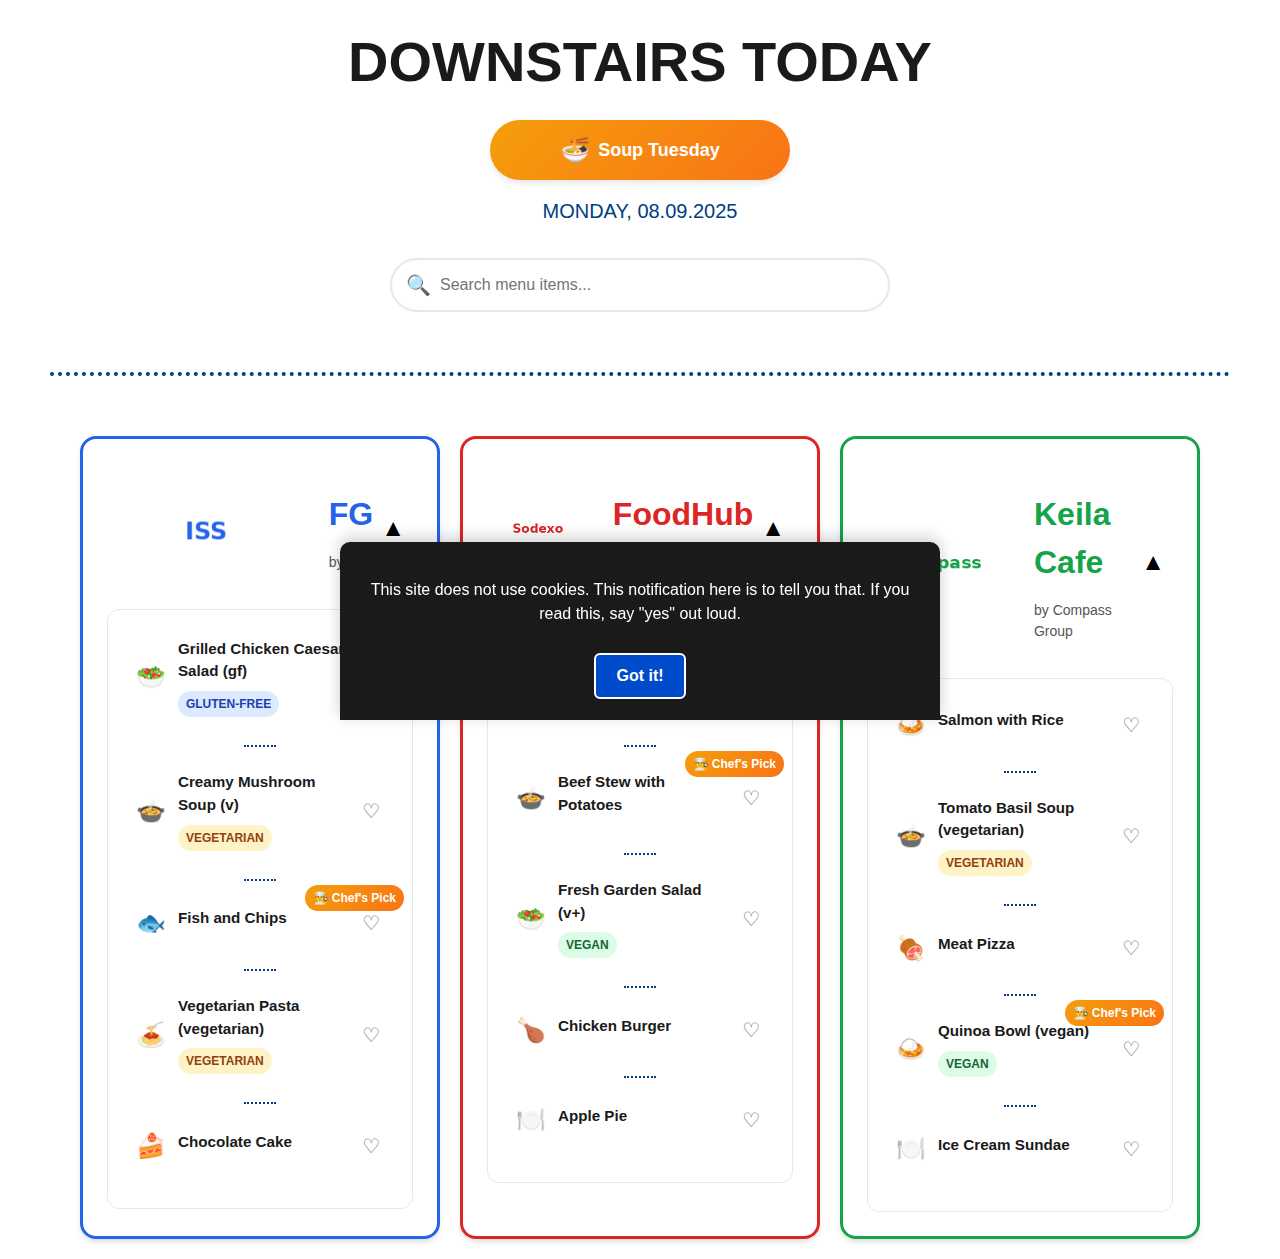 DOWNSTAIRS TODAY
Soup Tuesday
MONDAY, 08.09.2025
Search menu items...
ISS
FG
by
Grilled Chicken Caesar
Salad (gf)
GLUTEN-FREE
Creamy Mushroom
Soup (v)
VEGETARIAN
Chef's Pick
Fish and Chips
Vegetarian Pasta
(vegetarian)
VEGETARIAN
Chocolate Cake
Sodexo
FoodHub
Chef's Pick
Beef Stew with
Potatoes
Fresh Garden Salad
(v+)
VEGAN
Chicken Burger
Apple Pie
pass
Keila
Cafe
by Compass
Group
Salmon with Rice
Tomato Basil Soup
(vegetarian)
VEGETARIAN
Meat Pizza
Chef's Pick
Quinoa Bowl (vegan)
VEGAN
Ice Cream Sundae
This site does not use cookies. This notification here is to tell you that. If you
read this, say "yes" out loud.
Got it!